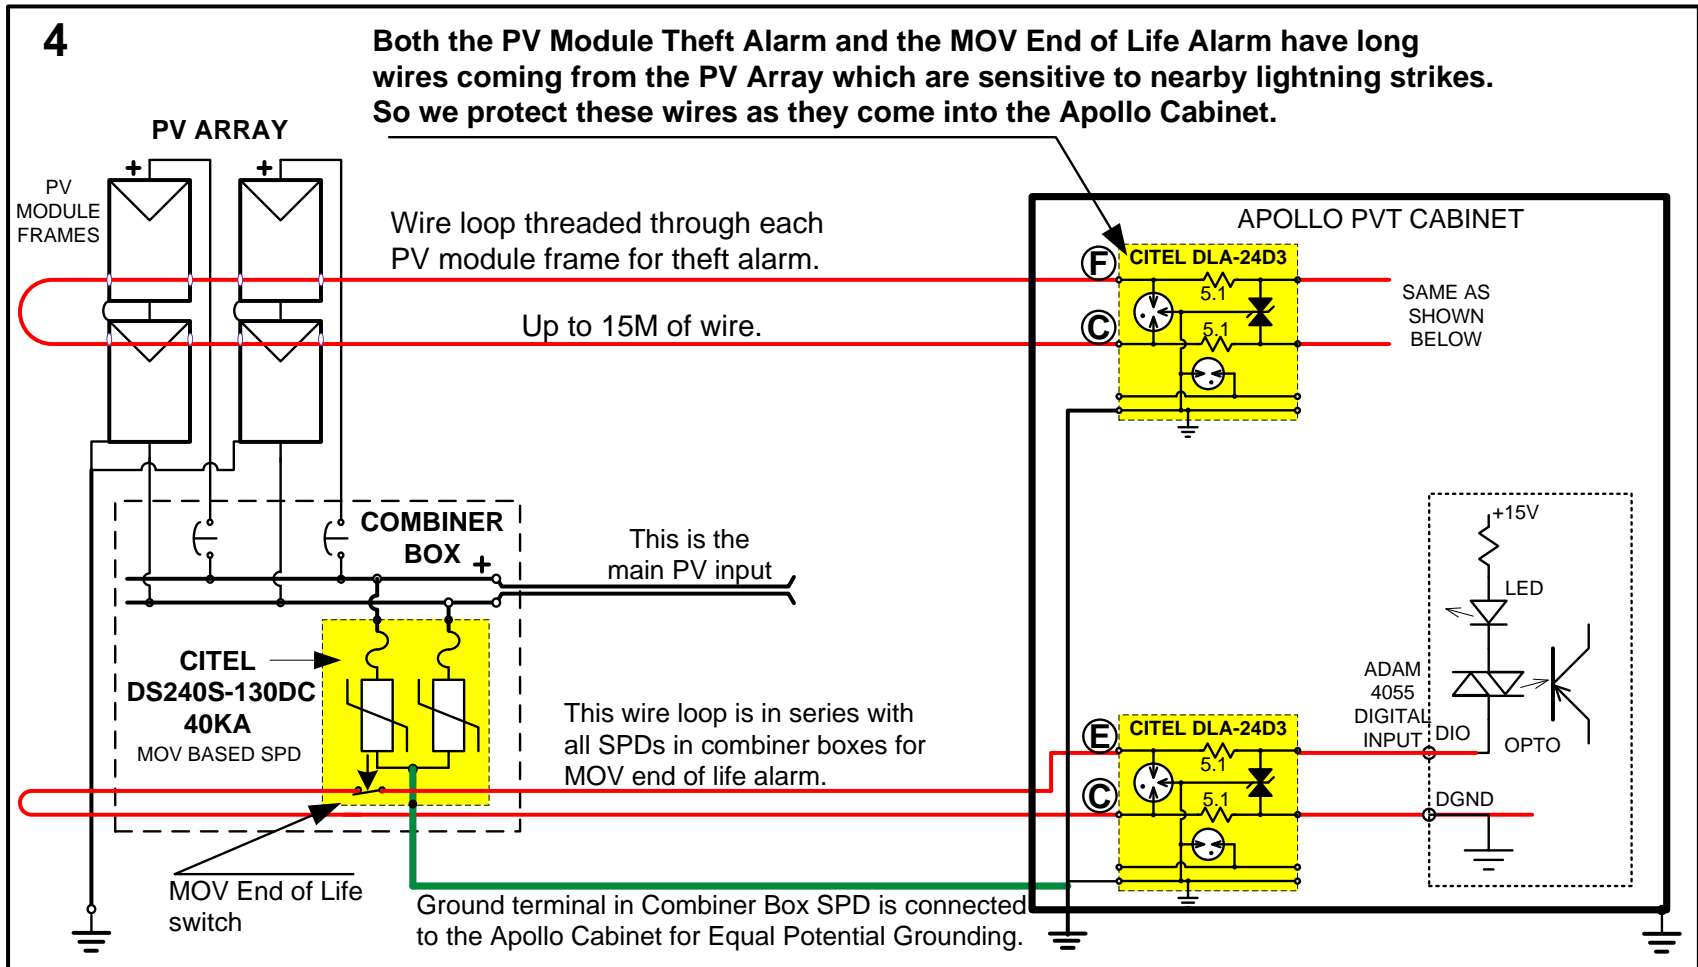 4
Both the PV Module Theft Alarm and the MOV End of Life Alarm have long
wires coming from the PV Array which are sensitive to nearby lightning strikes.
So we protect these wires as they come into the Apollo Cabinet.
PV ARRAY
+
+
PV
MODULE
FRAMES
Wire loop threaded through each
PV module frame for theft alarm.
Up to 15M of wire.
APOLLO PVT CABINET
F
CITEL DLA-24D3
5.1
C
5.1
SAME AS
SHOWN
BELOW
COMBINER
BOX +
This is the
main PV input
CITEL
DS240S-130DC
40KA
MOV BASED SPD
This wire loop is in series with
all SPDs in combiner boxes for
MOV end of life alarm.
E
CITEL DLA-24D3
5.1
C
5.1
+15V
LED
ADAM
4055
DIGITAL
INPUT
DIO
OPTO
DGND
MOV End of Life
switch
Ground terminal in Combiner Box SPD is connected
to the Apollo Cabinet for Equal Potential Grounding.